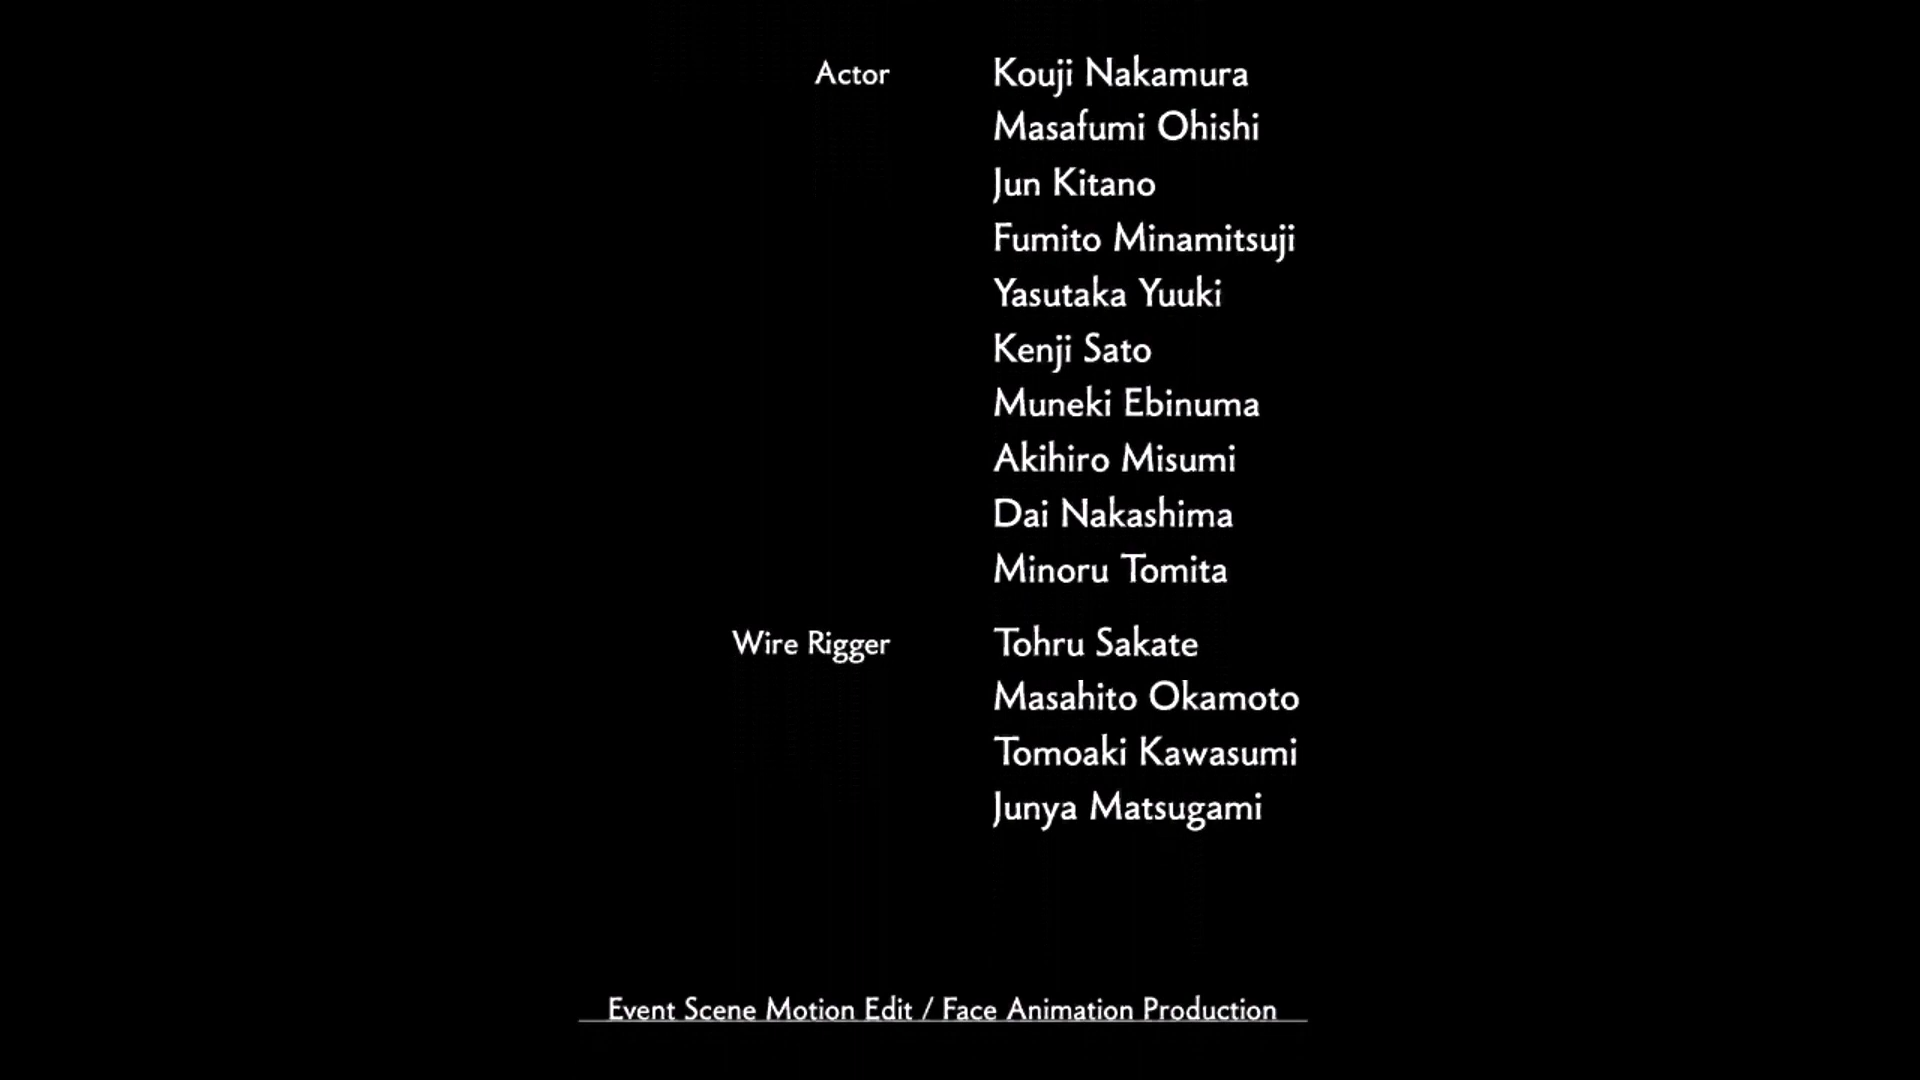 Actor Kouji Nakamura
Masafumi Ohishi
Jun Kitano
Fumito Minamitsuji
Yasutaka Yuuki
Kenji Sato
Muneki Ebinuma
Akihiro Misumi
Dai Nakashima
Minoru Tomita
Wire Rigger Tohru Sakate
Masahito Okamoto
Tomoaki Kawasumi
Junya Matsugami
Event Scene Motion Edit / Face Animation Production